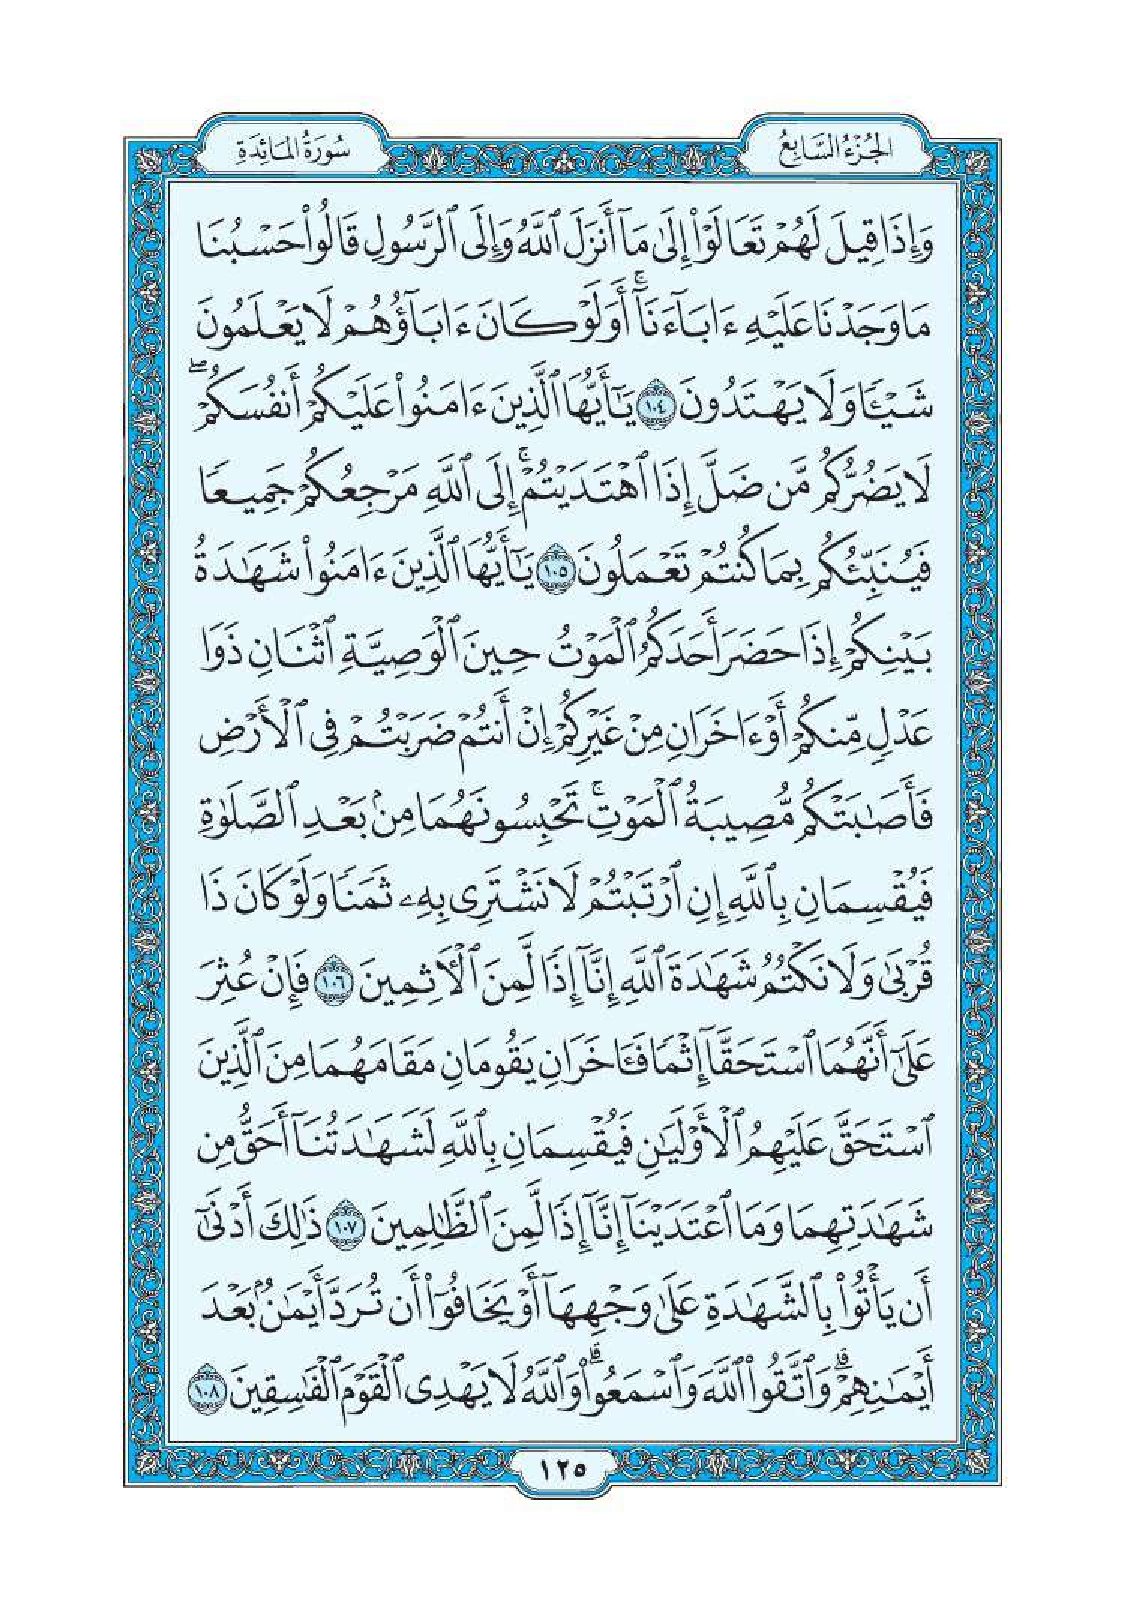 الجُزْءُ السَّابِعُ
سُورَةُ المَائِدَةِ
وَإِذَا قِيلَ لَهُمْ تَعَالَوْا۟ إِلَىٰ مَآ أَنزَلَ ٱللَّهُ وَإِلَى ٱلرَّسُولِ قَالُوا۟ حَسْبُنَا
مَا وَجَدْنَا عَلَيْهِ ءَابَآءَنَآ ۚ أَوَلَوْ كَانَ ءَابَآؤُهُمْ لَا يَعْلَمُونَ
شَيْـًٔا وَلَا يَهْتَدُونَ ١٠٤ يَـٰٓأَيُّهَا ٱلَّذِينَ ءَامَنُوا۟ عَلَيْكُمْ أَنفُسَكُمْ ۖ
لَا يَضُرُّكُم مَّن ضَلَّ إِذَا ٱهْتَدَيْتُمْ ۚ إِلَى ٱللَّهِ مَرْجِعُكُمْ جَمِيعًا
فَيُنَبِّئُكُم بِمَا كُنتُمْ تَعْمَلُونَ ١٠٥ يَـٰٓأَيُّهَا ٱلَّذِينَ ءَامَنُوا۟ شَهَـٰدَةُ
بَيْنِكُمْ إِذَا حَضَرَ أَحَدَكُمُ ٱلْمَوْتُ حِينَ ٱلْوَصِيَّةِ ٱثْنَانِ ذَوَا
عَدْلٍ مِّنكُمْ أَوْ ءَاخَرَانِ مِنْ غَيْرِكُمْ إِنْ أَنتُمْ ضَرَبْتُمْ فِى ٱلْأَرْضِ
فَأَصَـٰبَتْكُم مُّصِيبَةُ ٱلْمَوْتِ ۚ تَحْبِسُونَهُمَا مِنۢ بَعْدِ ٱلصَّلَوٰةِ
فَيُقْسِمَانِ بِٱللَّهِ إِنِ ٱرْتَبْتُمْ لَا نَشْتَرِى بِهِۦ ثَمَنًا وَلَوْ كَانَ ذَا
قُرْبَىٰ وَلَا نَكْتُمُ شَهَـٰدَةَ ٱللَّهِ إِنَّآ إِذًا لَّمِنَ ٱلْـَٔاثِمِينَ ١٠٦ فَإِنْ عُثِرَ
عَلَىٰٓ أَنَّهُمَا ٱسْتَحَقَّآ إِثْمًا فَـَٔاخَرَانِ يَقُومَانِ مَقَامَهُمَا مِنَ ٱلَّذِينَ
ٱسْتَحَقَّ عَلَيْهِمُ ٱلْأَوْلَيَـٰنِ فَيُقْسِمَانِ بِٱللَّهِ لَشَهَـٰدَتُنَآ أَحَقُّ مِن
شَهَـٰدَتِهِمَا وَمَا ٱعْتَدَيْنَآ إِنَّآ إِذًا لَّمِنَ ٱلظَّـٰلِمِينَ ١٠٧ ذَٰلِكَ أَدْنَىٰٓ
أَن يَأْتُوا۟ بِٱلشَّهَـٰدَةِ عَلَىٰ وَجْهِهَآ أَوْ يَخَافُوٓا۟ أَن تُرَدَّ أَيْمَـٰنٌۢ بَعْدَ
أَيْمَـٰنِهِمْ ۗ وَٱتَّقُوا۟ ٱللَّهَ وَٱسْمَعُوا۟ ۗ وَٱللَّهُ لَا يَهْدِى ٱلْقَوْمَ ٱلْفَـٰسِقِينَ ١٠٨
١٢٥